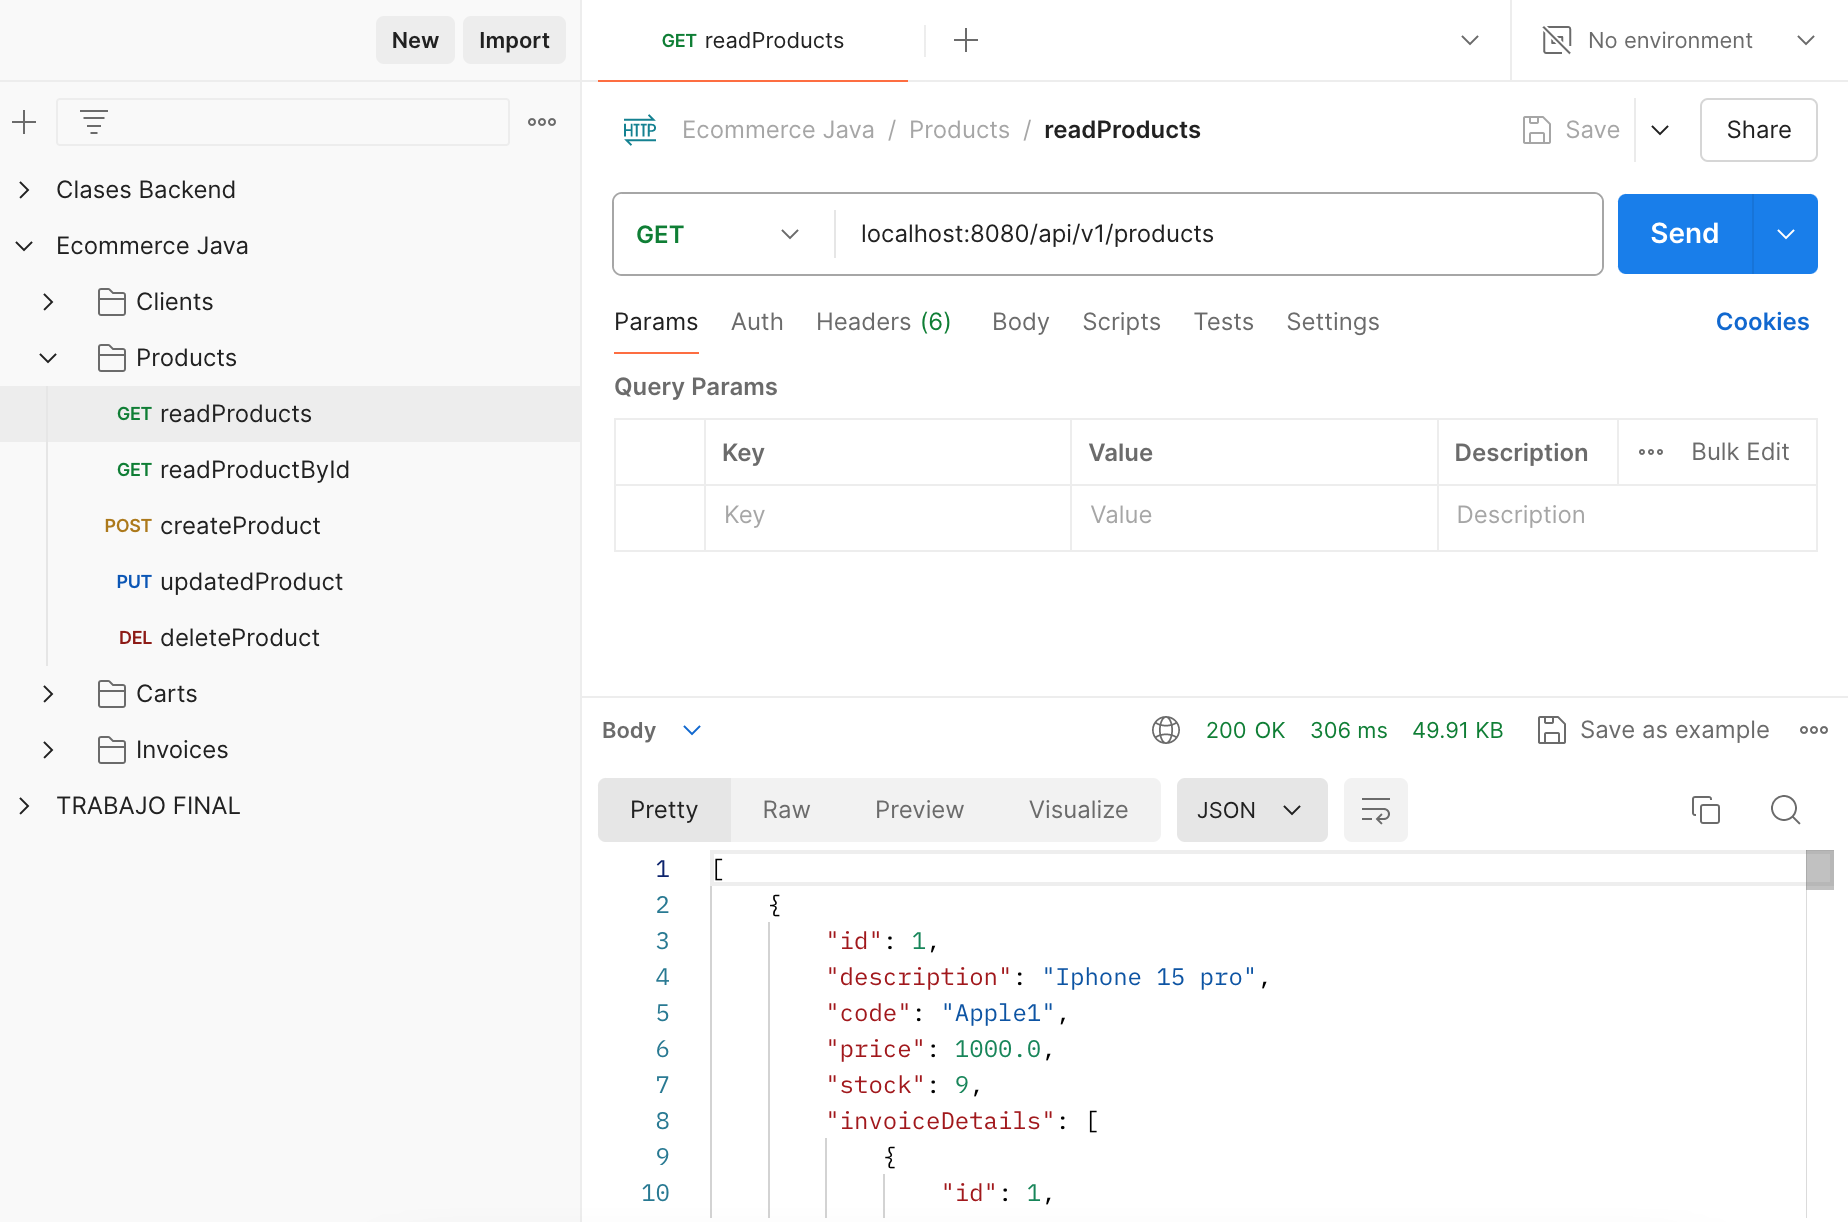 New Import
GET readProducts
No environment
HTTP Ecommerce Java / Products / readProducts
Save
Share
Clases Backend
Ecommerce Java
Clients
Products
GET readProducts
GET readProductById
POST createProduct
PUT updatedProduct
DEL deleteProduct
Carts
Invoices
TRABAJO FINAL
GET localhost:8080/api/v1/products
Send
Params Auth Headers (6) Body Scripts Tests Settings Cookies
Query Params
Key Value Description Bulk Edit
Key Value Description
Body 200 OK 306 ms 49.91 KB Save as example
Pretty Raw Preview Visualize JSON
1 [
2 {
3 "id": 1,
4 "description": "Iphone 15 pro",
5 "code": "Apple1",
6 "price": 1000.0,
7 "stock": 9,
8 "invoiceDetails": [
9 {
10 "id": 1,